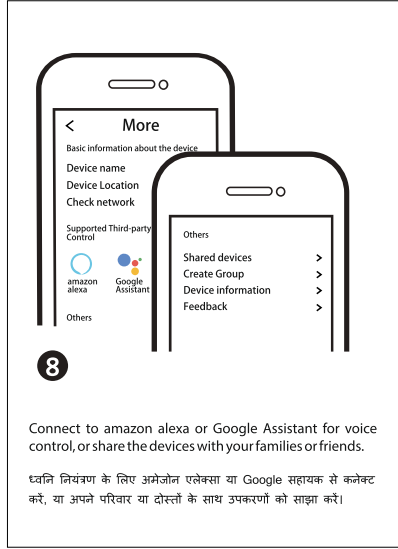 < More
Basic information about the device
Device name
Device Location
Check network
Supported Third-party
Control
amazon
alexa
Google
Assistant
Others
Others
Shared devices >
Create Group >
Device information >
Feedback >
8
Connect to amazon alexa or Google Assistant for voice
control, or share the devices with your families or friends.
ध्वनि नियंत्रण के लिए अमेजोन एलेक्सा या Google सहायक से कनेक्ट
करें, या अपने परिवार या दोस्तों के साथ उपकरणों को साझा करें।